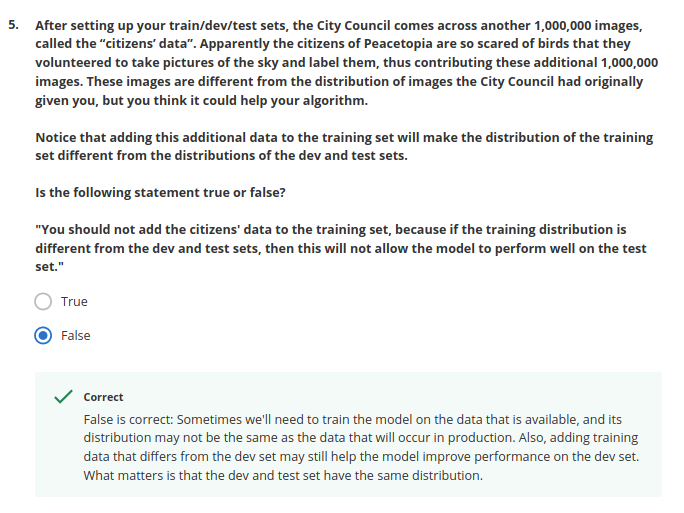 5. After setting up your train/dev/test sets, the City Council comes across another 1,000,000 images,
called the “citizens’ data”. Apparently the citizens of Peacetopia are so scared of birds that they
volunteered to take pictures of the sky and label them, thus contributing these additional 1,000,000
images. These images are different from the distribution of images the City Council had originally
given you, but you think it could help your algorithm.
Notice that adding this additional data to the training set will make the distribution of the training
set different from the distributions of the dev and test sets.
Is the following statement true or false?
"You should not add the citizens' data to the training set, because if the training distribution is
different from the dev and test sets, then this will not allow the model to perform well on the test
set."
True
False
Correct
False is correct: Sometimes we'll need to train the model on the data that is available, and its
distribution may not be the same as the data that will occur in production. Also, adding training
data that differs from the dev set may still help the model improve performance on the dev set.
What matters is that the dev and test set have the same distribution.